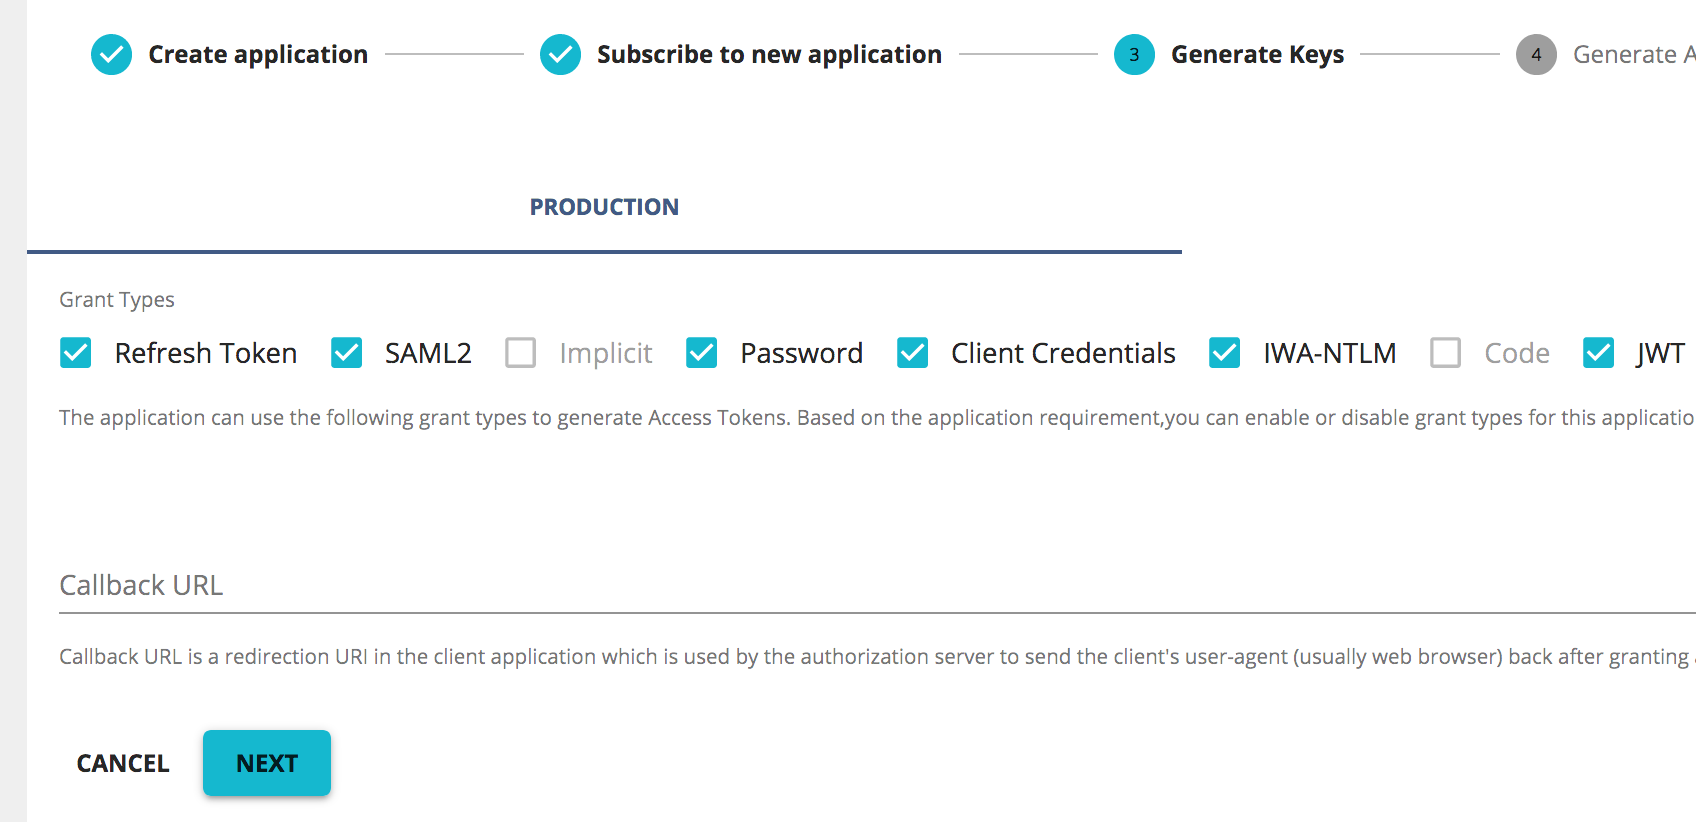 Create application Subscribe to new application 3 Generate Keys 4 Generate A
PRODUCTION
Grant Types
Refresh Token SAML2 Implicit Password Client Credentials IWA-NTLM Code JWT
The application can use the following grant types to generate Access Tokens. Based on the application requirement,you can enable or disable grant types for this applicatio
Callback URL
Callback URL is a redirection URI in the client application which is used by the authorization server to send the client's user-agent (usually web browser) back after granting
CANCEL NEXT